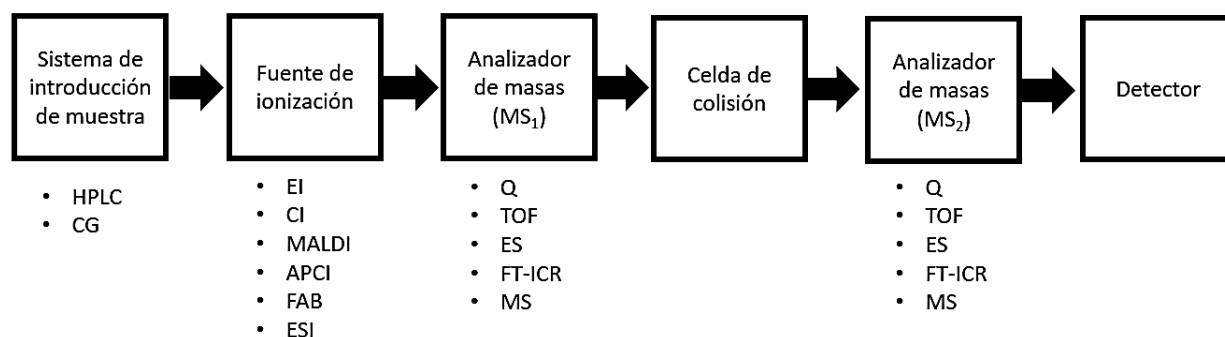 Sistema de
introducción
de muestra
Fuente de
ionización
Analizador
de masas
(MS₁)
Celda de
colisión
Analizador
de masas
(MS₂)
Detector
• HPLC
• CG
• EI
• CI
• MALDI
• APCI
• FAB
• ESI
• Q
• TOF
• ES
• FT-ICR
• MS
• Q
• TOF
• ES
• FT-ICR
• MS